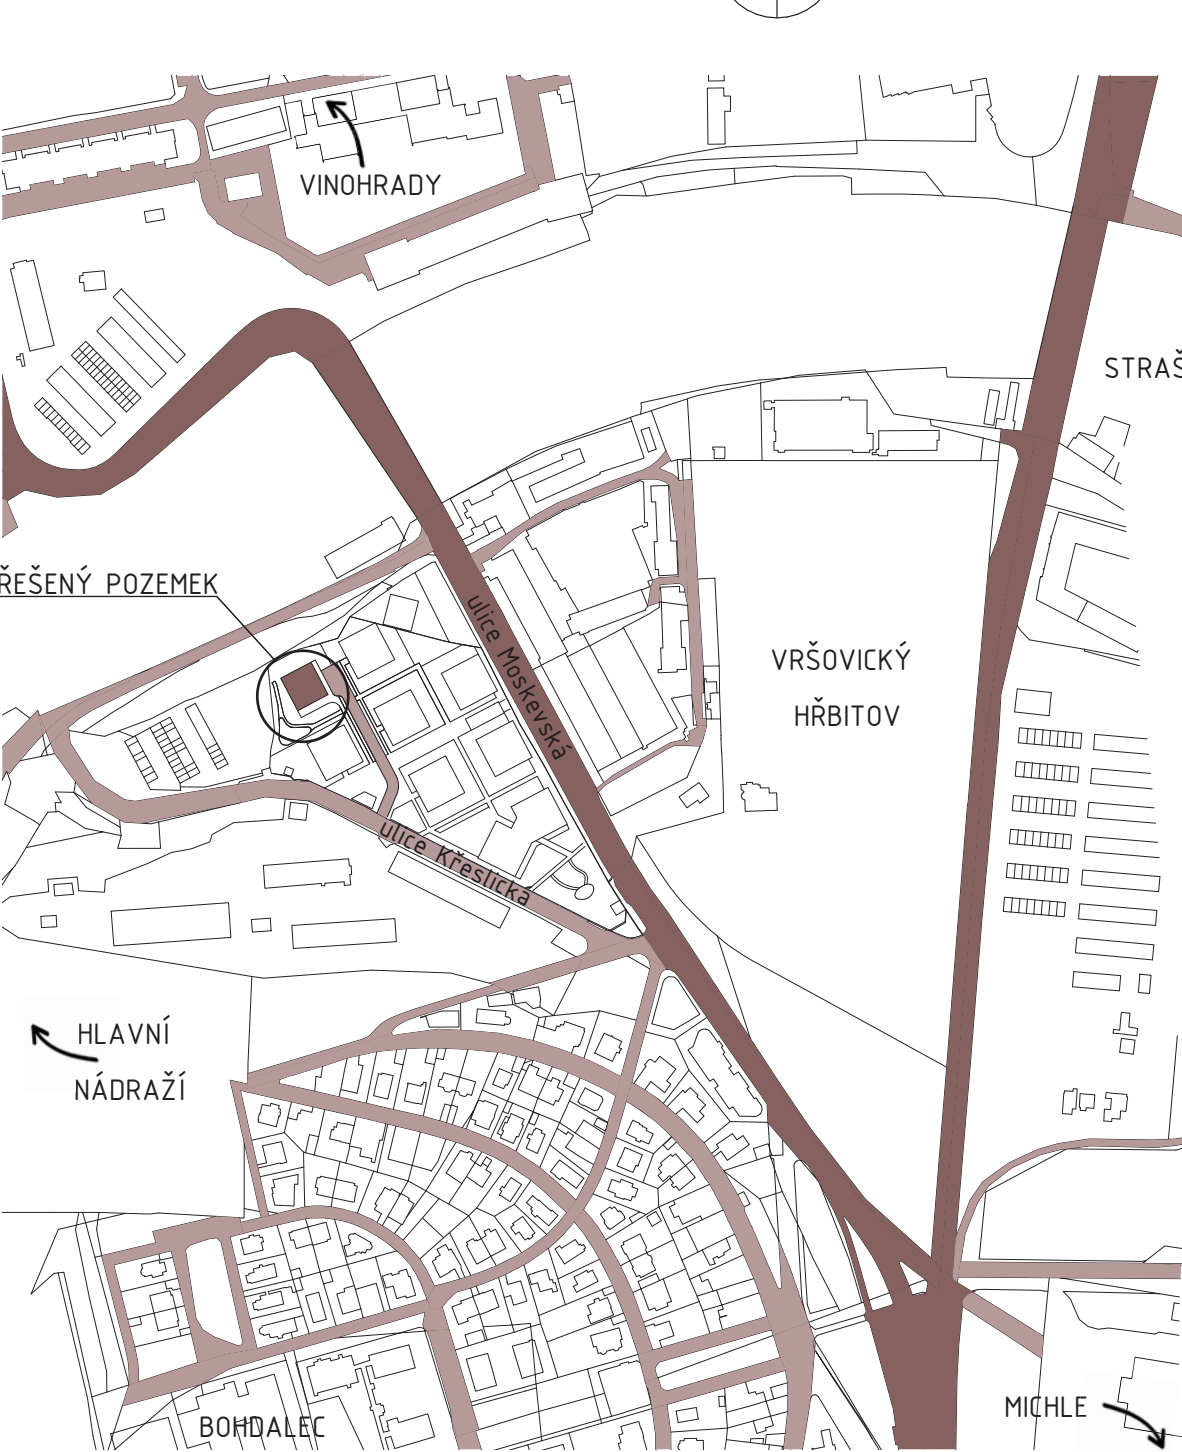 VINOHRADY
STRAŠ
ŘEŠENÝ POZEMEK
ulice Moskevská
VRŠOVICKÝ
HŘBITOV
ulice Křeslická
HLAVNÍ
NÁDRAŽÍ
MICHLE
BOHDALEC